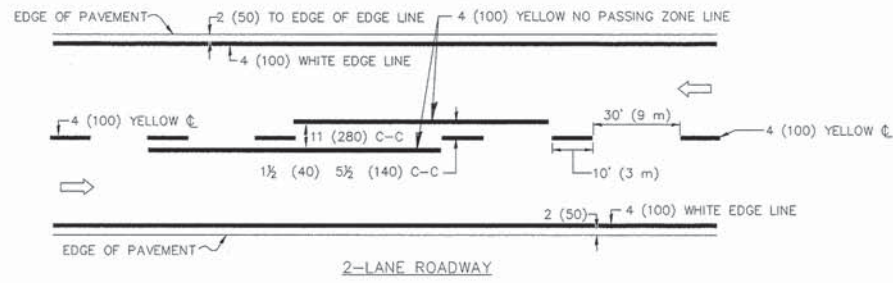 EDGE OF PAVEMENT
2 (50) TO EDGE OF EDGE LINE
4 (100) YELLOW NO PASSING ZONE LINE
4 (100) WHITE EDGE LINE
30' (9 m)
4 (100) YELLOW ℄
11 (280) C-C
4 (100) YELLOW ℄
1½ (40) 5½ (140) C-C
10' (3 m)
2 (50)
4 (100) WHITE EDGE LINE
EDGE OF PAVEMENT
2-LANE ROADWAY